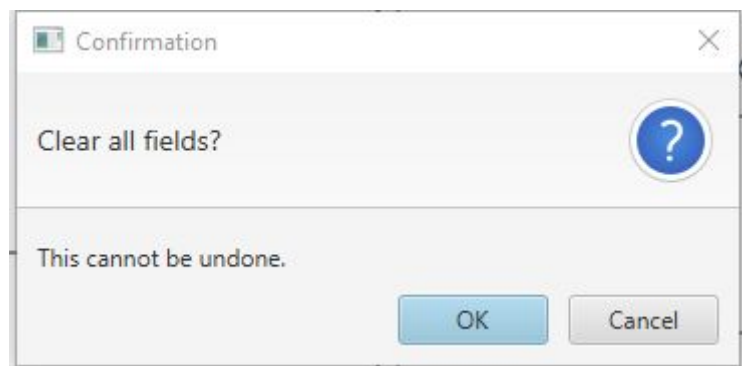 Confirmation
Clear all fields?
This cannot be undone.
OK Cancel